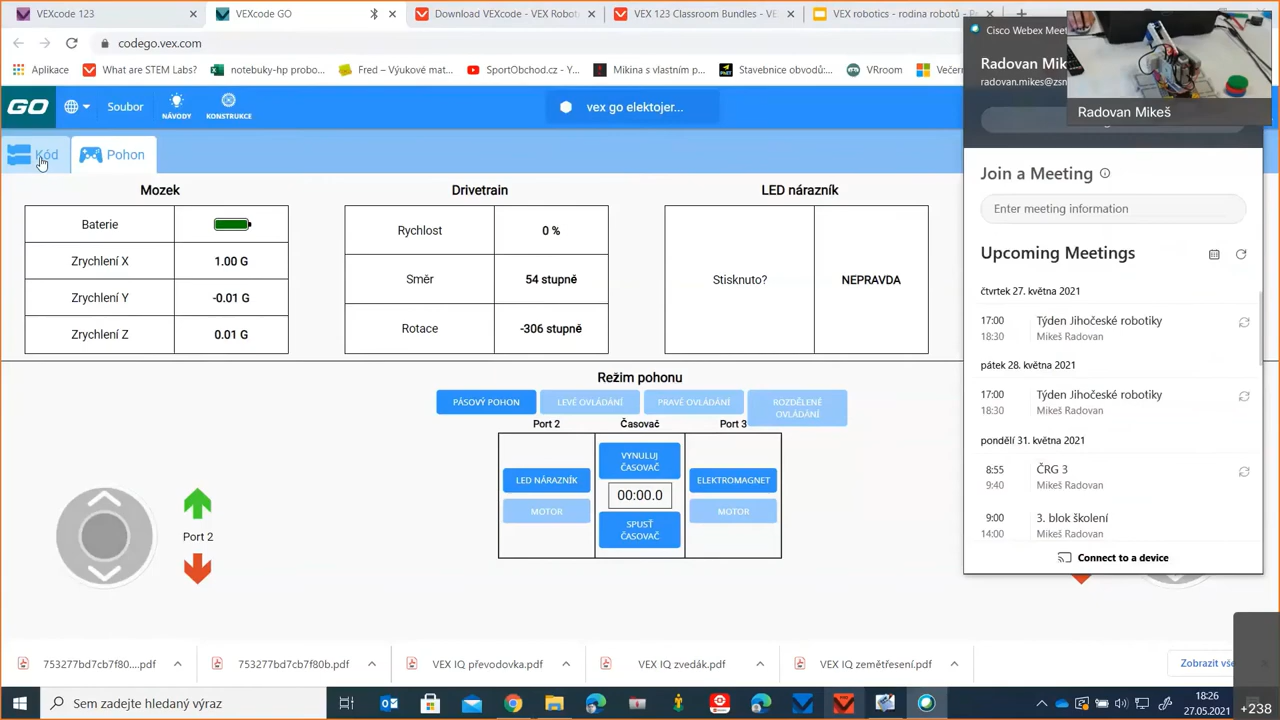 VEXcode 123
VEXcode GO
Download VEXcode - VEX Robot
VEX 123 Classroom Bundles - VE
VEX robotics - rodina robotů - P
codego.vex.com
Aplikace
What are STEM Labs?
notebuky-hp probo...
Fred – Výukové mat...
SportObchod.cz - Y...
Mikina s vlastním p...
Stavebnice obvodů:...
VRroom
Večern
GO
Soubor
NÁVODY
KONSTRUKCE
vex go elektojer...
Kód
Pohon
Mozek
Baterie
Zrychlení X
1.00 G
Zrychlení Y
-0.01 G
Zrychlení Z
0.01 G
Drivetrain
Rychlost
0 %
Směr
54 stupně
Rotace
-306 stupně
LED nárazník
Stisknuto?
NEPRAVDA
Režim pohonu
PÁSOVÝ POHON
LEVÉ OVLÁDÁNÍ
PRAVÉ OVLÁDÁNÍ
ROZDĚLENÉ
OVLÁDÁNÍ
Port 2
Časovač
Port 3
LED NÁRAZNÍK
MOTOR
VYNULUJ
ČASOVAČ
00:00.0
SPUSŤ
ČASOVAČ
ELEKTROMAGNET
MOTOR
Port 2
Cisco Webex Meet
Radovan Mik
radovan.mikes@zsn
Radovan Mikeš
Join a Meeting
Enter meeting information
Upcoming Meetings
čtvrtek 27. května 2021
17:00
Týden Jihočeské robotiky
18:30
Mikeš Radovan
pátek 28. května 2021
17:00
Týden Jihočeské robotiky
18:30
Mikeš Radovan
pondělí 31. května 2021
8:55
ČRG 3
9:40
Mikeš Radovan
9:00
3. blok školení
14:00
Mikeš Radovan
Connect to a device
753277bd7cb7f80....pdf
753277bd7cb7f80b.pdf
VEX IQ převodovka.pdf
VEX IQ zvedák.pdf
VEX IQ zemětřesení.pdf
Zobrazit vše
Sem zadejte hledaný výraz
18:26
27.05.2021
+238